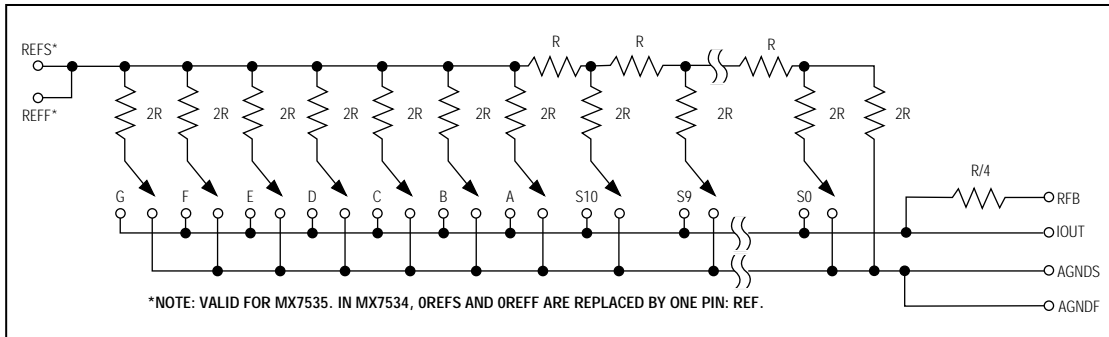 REFS*
REFF*
R R R
2R 2R 2R 2R 2R 2R 2R 2R 2R 2R 2R
G F E D C B A S10 S9 S0
R/4
RFB
IOUT
AGNDS
AGNDF
*NOTE: VALID FOR MX7535. IN MX7534, 0REFS AND 0REFF ARE REPLACED BY ONE PIN: REF.